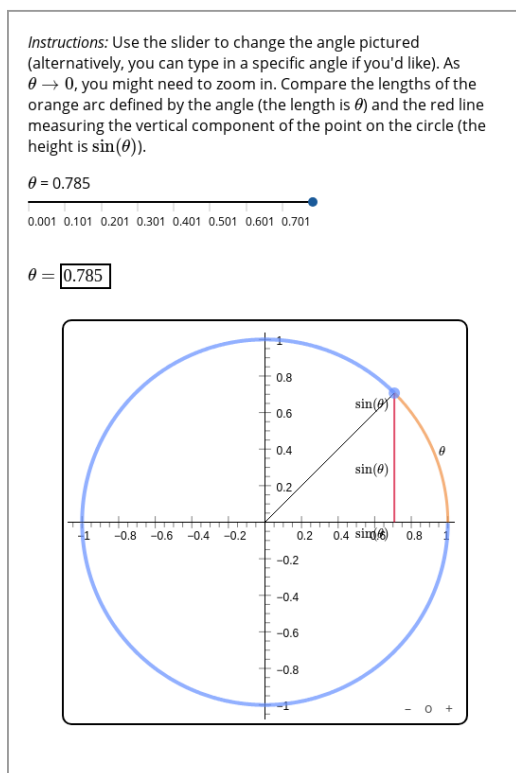 Instructions: Use the slider to change the angle pictured
(alternatively, you can type in a specific angle if you'd like). As
θ → 0, you might need to zoom in. Compare the lengths of the
orange arc defined by the angle (the length is θ) and the red line
measuring the vertical component of the point on the circle (the
height is sin(θ)).
θ = 0.785
0.001 0.101 0.201 0.301 0.401 0.501 0.601 0.701
θ = 0.785
1
0.8
sin(θ)
0.6
0.4
θ
sin(θ)
0.2
−1 −0.8 −0.6 −0.4 −0.2 0.2 0.4 sin(θ) 0.8 1
−0.2
−0.4
−0.6
−0.8
−1
− o +